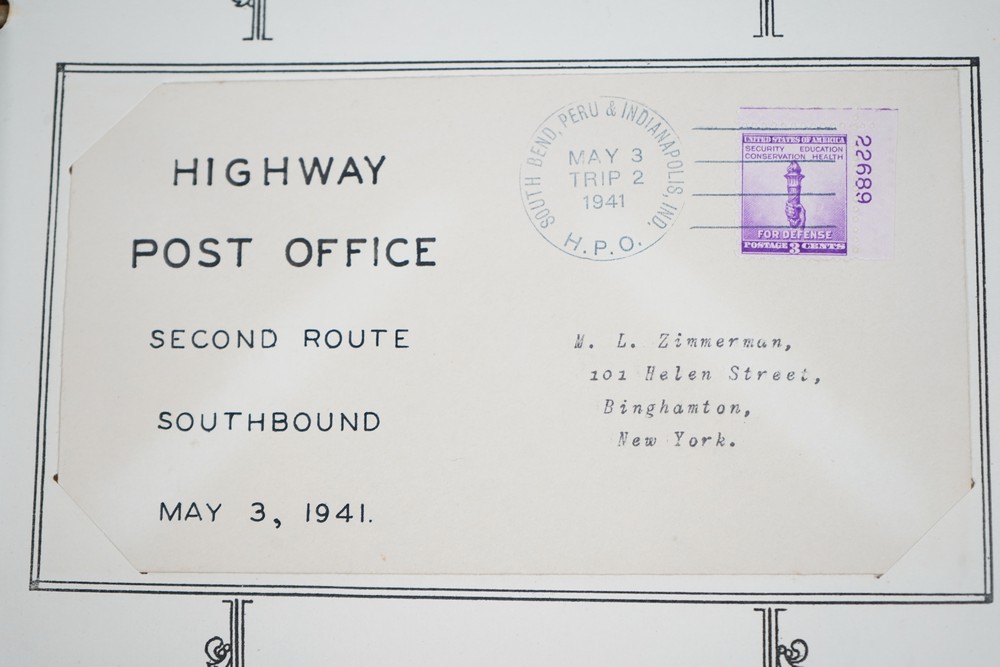 HIGHWAY
POST OFFICE
SECOND ROUTE
SOUTHBOUND
MAY 3, 1941.
SOUTH BEND, PERU & INDIANAPOLIS, IND.
MAY 3
TRIP 2
1941
H.P.O.
UNITED STATES OF AMERICA
SECURITY EDUCATION
CONSERVATION HEALTH
FOR DEFENSE
POSTAGE 3 CENTS
22689
M. L. Zimmerman,
101 Helen Street,
Binghamton,
New York.